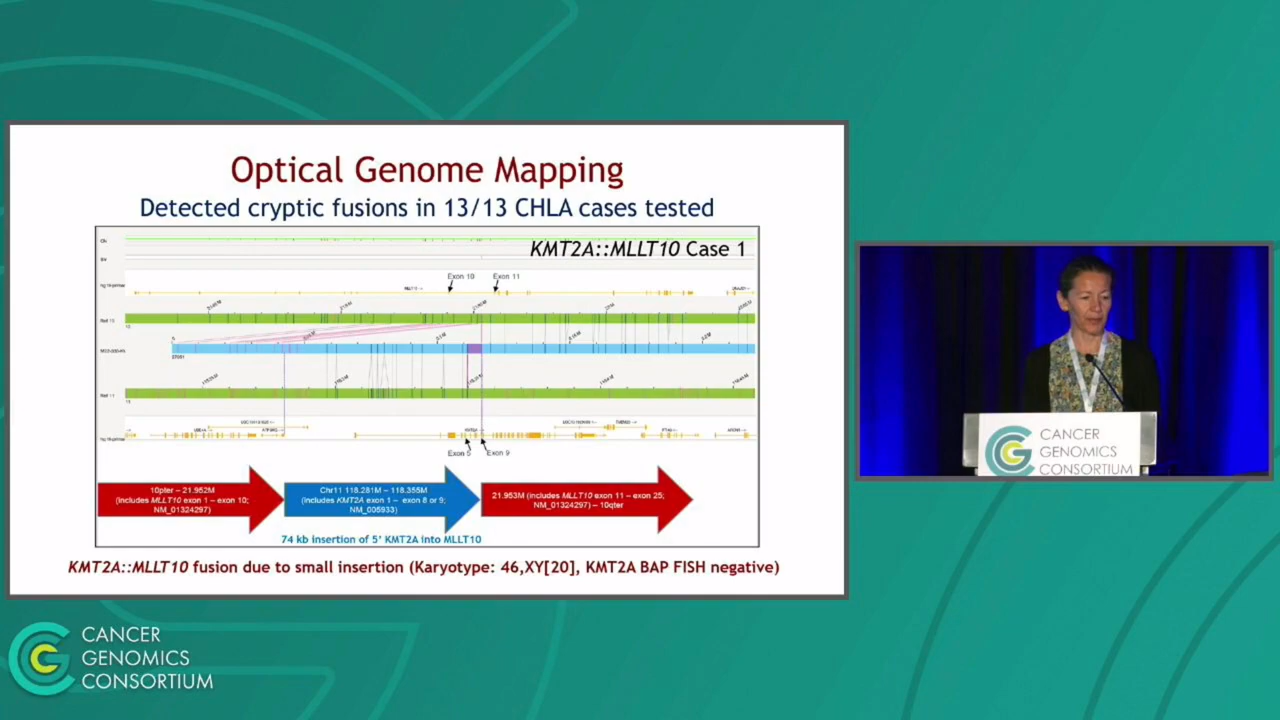 Optical Genome Mapping
Detected cryptic fusions in 13/13 CHLA cases tested
KMT2A::MLLT10 Case 1
Exon 10
Exon 11
MLLT10
Exon 9
10pter – 21.952M
(includes MLLT10 exon 1 – exon 10;
NM_01324297)
Chr11 118.281M – 118.355M
(includes KMT2A exon 1 – exon 8 or 9;
NM_005933)
21.953M (includes MLLT10 exon 11 – exon 25;
NM_01324297) – 10qter
74 kb insertion of 5' KMT2A into MLLT10
KMT2A::MLLT10 fusion due to small insertion (Karyotype: 46,XY[20], KMT2A BAP FISH negative)
CANCER
GENOMICS
CONSORTIUM
CANCER
GENOMICS
CONSORTIUM